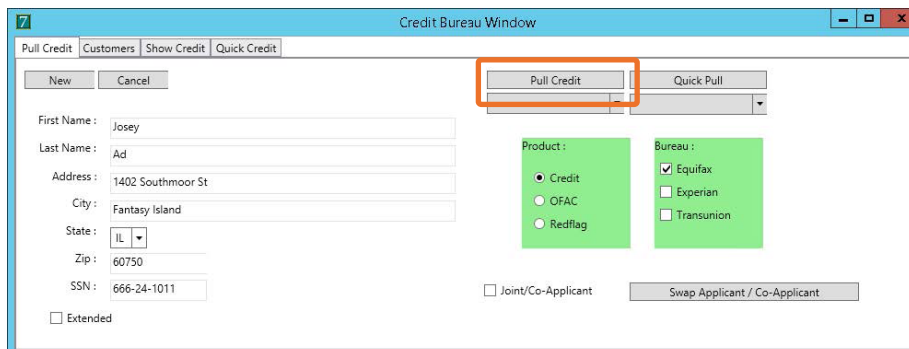 7
Credit Bureau Window
Pull Credit Customers Show Credit Quick Credit
New Cancel
Pull Credit Quick Pull
First Name : Josey
Last Name : Ad
Address : 1402 Southmoor St
City : Fantasy Island
State : IL
Zip : 60750
SSN : 666-24-1011
Extended
Product :
Credit
OFAC
Redflag
Bureau :
Equifax
Experian
Transunion
Joint/Co-Applicant
Swap Applicant / Co-Applicant